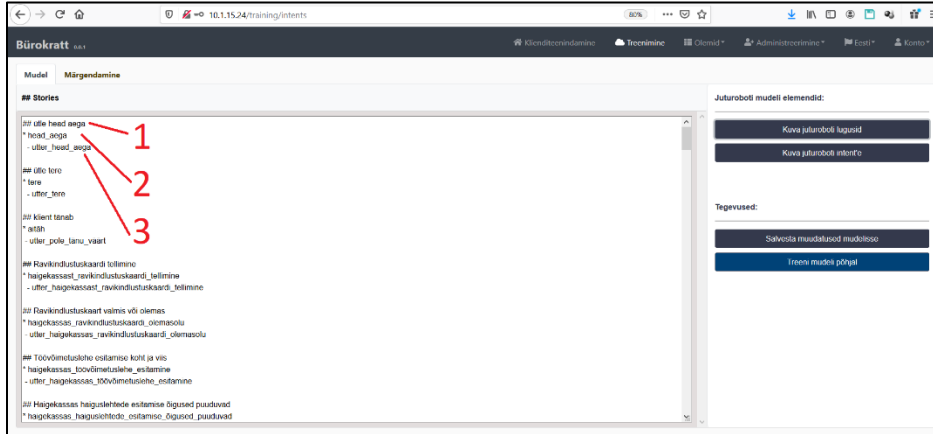 10.1.15.24/training/intents
80%
Bürokratt 0.0.1
Klienditeenindamine
Treenimine
Olemid
Administreerimine
Eesti
Konto
Mudel Märgendamine
## Stories
## ütle head aega
* head_aega
- utter_head_aega
## ütle tere
* tere
- utter_tere
## klient tänab
* aitäh
- utter_pole_tanu_vaart
## Ravikindlustuskaardi tellimine
* haigekassast_ravikindlustuskaardi_tellimine
- utter_haigekassast_ravikindlustuskaardi_tellimine
## Ravikindlustuskaart valmis või olemas
* haigekassas_ravikindlustuskaardi_olemasolu
- utter_haigekassas_ravikindlustuskaardi_olemasolu
## Töövõimetuslehe esitamise koht ja viis
* haigekassas_töövõimetuslehe_esitamine
- utter_haigekassas_töövõimetuslehe_esitamine
## Haigekassas haiguslehtede esitamise õigused puuduvad
* haigekassas_haiguslehtede_esitamise_õigused_puuduvad
1
2
3
Juturoboti mudeli elemendid:
Kuva juturoboti lugusid
Kuva juturoboti intent'e
Tegevused:
Salvesta muudatused mudelisse
Treeni mudeli põhjal